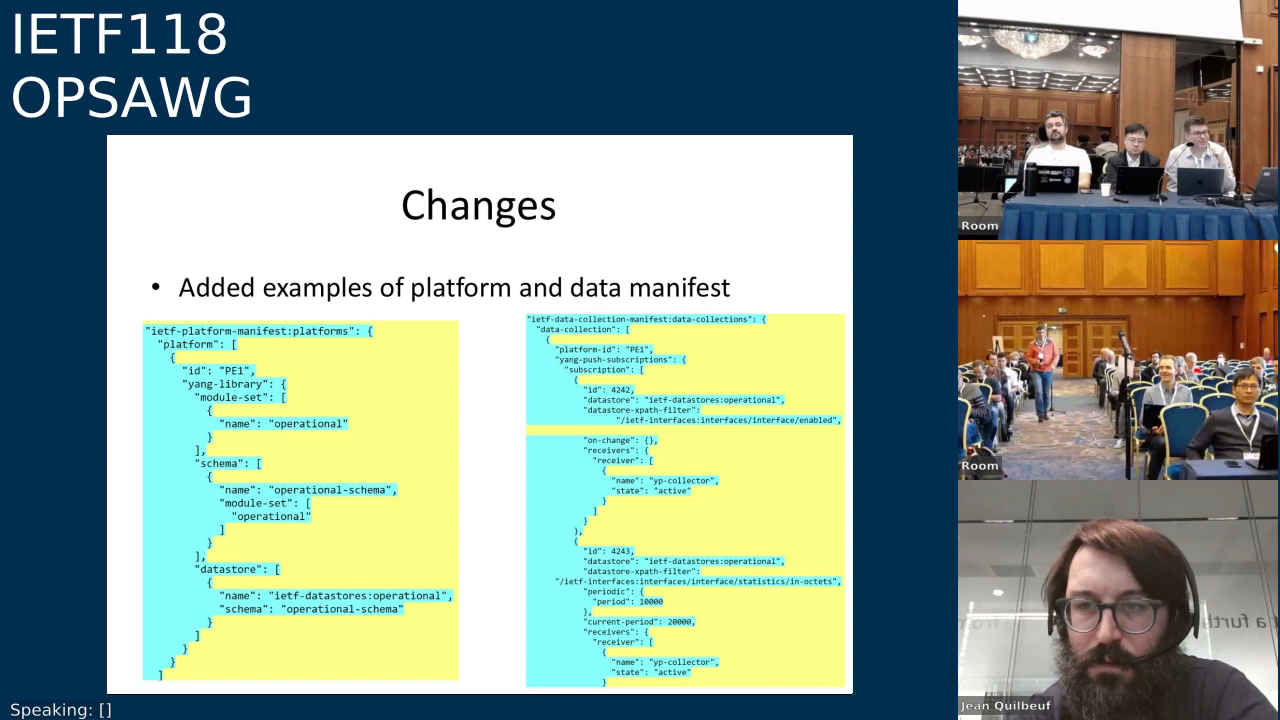 IETF118
OPSAWG
Changes
• Added examples of platform and data manifest
"ietf-platform-manifest:platforms": {
"platform": [
{
"id": "PE1",
"yang-library": {
"module-set": [
{
"name": "operational"
}
],
"schema": [
{
"name": "operational-schema",
"module-set": [
"operational"
]
}
],
"datastore": [
{
"name": "ietf-datastores:operational",
"schema": "operational-schema"
}
]
}
}
]
"ietf-data-collection-manifest:data-collections": {
"data-collection": [
{
"platform-id": "PE1",
"yang-push-subscriptions": {
"subscription": [
{
"id": 4242,
"datastore": "ietf-datastores:operational",
"datastore-xpath-filter":
"/ietf-interfaces:interfaces/interface/enabled",
"on-change": {},
"receivers": {
"receiver": [
{
"name": "yp-collector",
"state": "active"
}
]
}
},
{
"id": 4243,
"datastore": "ietf-datastores:operational",
"datastore-xpath-filter":
"/ietf-interfaces:interfaces/interface/statistics/in-octets",
"periodic": {
"period": 10000
},
"current-period": 20000,
"receivers": {
"receiver": [
{
"name": "yp-collector",
"state": "active"
}
Room
Room
Jean Quilbeuf
Speaking: []